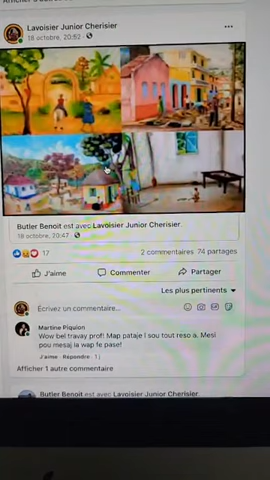 Lavoisier Junior Cherisier
18 octobre, 20:52
Butler Benoit est avec Lavoisier Junior Cherisier.
18 octobre, 20:47
17
2 commentaires 74 partages
J'aime
Commenter
Partager
Les plus pertinents
Écrivez un commentaire...
Martine Piquion
Wow bel travay prof! Map pataje l sou tout reso a. Mesi
pou mesaj la wap fe pase!
J'aime · Répondre · 1 j
Afficher 1 autre commentaire
Butler Benoit est avec Lavoisier Junior Cherisier.